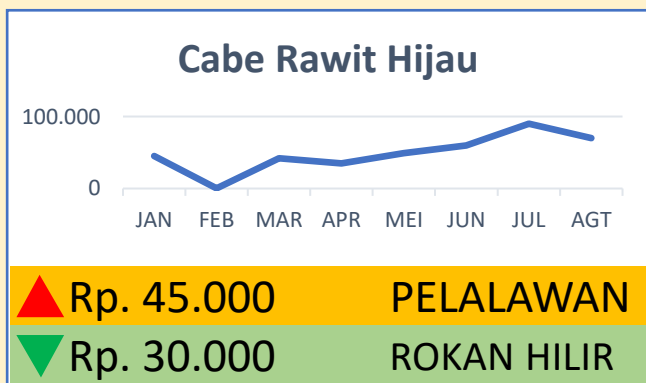 Cabe Rawit Hijau
100.000
0
JAN FEB MAR APR MEI JUN JUL AGT
Rp. 45.000 PELALAWAN
Rp. 30.000 ROKAN HILIR